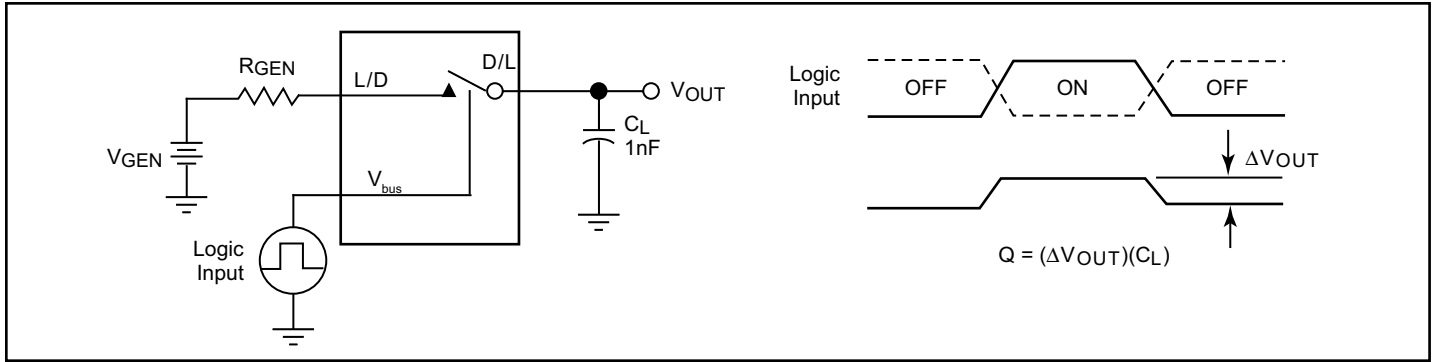 RGEN
L/D
D/L
VOUT
CL
1nF
VGEN
Vbus
Logic
Input
Logic
Input
OFF
ON
OFF
ΔVOUT
Q = (ΔVOUT)(CL)